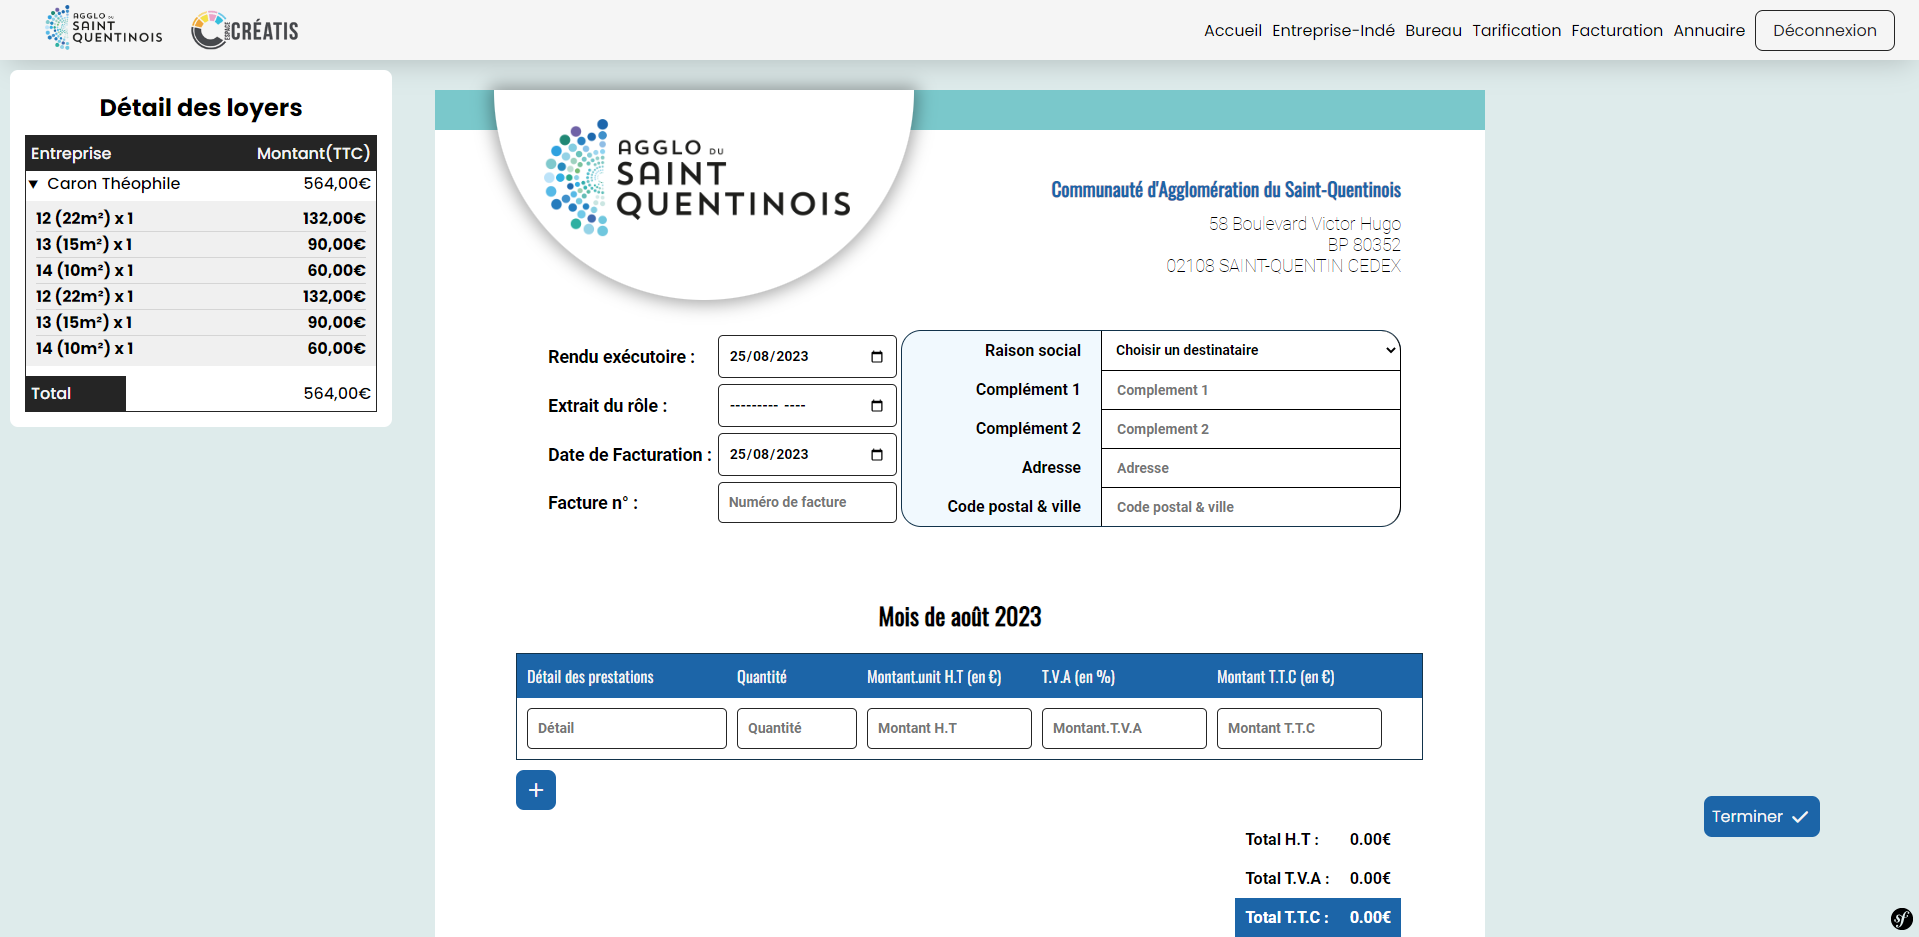 AGGLO DU
SAINT
QUENTINOIS
ESPACE
CRÉATIS
Accueil Entreprise-Indé Bureau Tarification Facturation Annuaire Déconnexion
Détail des loyers
Entreprise Montant(TTC)
▼ Caron Théophile 564,00€
12 (22m²) x 1 132,00€
13 (15m²) x 1 90,00€
14 (10m²) x 1 60,00€
12 (22m²) x 1 132,00€
13 (15m²) x 1 90,00€
14 (10m²) x 1 60,00€
Total 564,00€
AGGLO DU
SAINT
QUENTINOIS
Communauté d'Agglomération du Saint-Quentinois
58 Boulevard Victor Hugo
BP 80352
02108 SAINT-QUENTIN CEDEX
Rendu exécutoire : 25/08/2023
Extrait du rôle : --------- ----
Date de Facturation : 25/08/2023
Facture n° : Numéro de facture
Raison social Choisir un destinataire
Complément 1 Complement 1
Complément 2 Complement 2
Adresse Adresse
Code postal & ville Code postal & ville
Mois de août 2023
Détail des prestations Quantité Montant.unit H.T (en €) T.V.A (en %) Montant T.T.C (en €)
Détail Quantité Montant H.T Montant.T.V.A Montant T.T.C
+
Terminer
Total H.T : 0.00€
Total T.V.A : 0.00€
Total T.T.C : 0.00€
sf